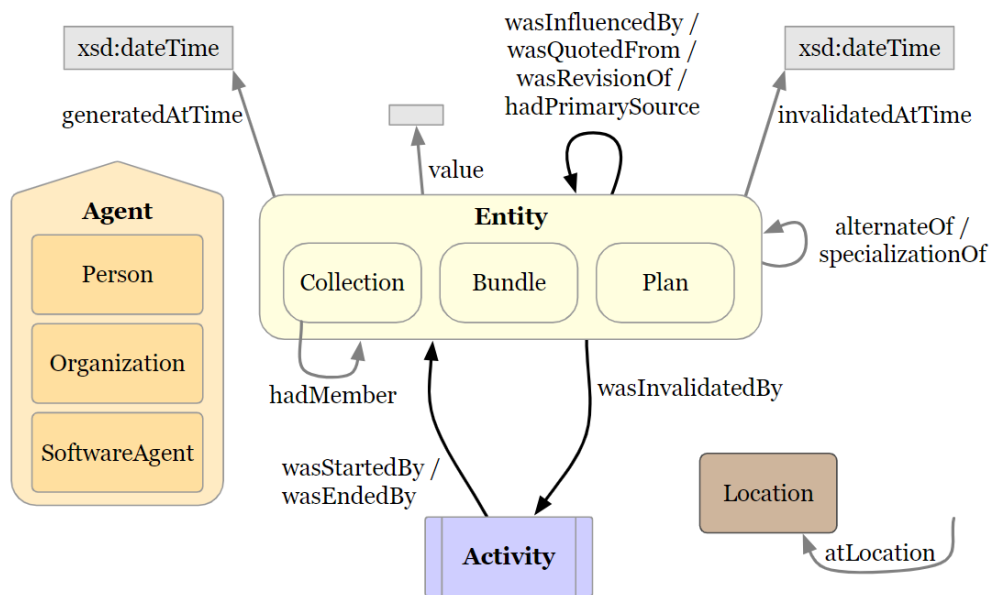 wasInfluencedBy /
wasQuotedFrom /
wasRevisionOf /
hadPrimarySource
xsd:dateTime
xsd:dateTime
generatedAtTime
invalidatedAtTime
value
Agent
Person
Organization
SoftwareAgent
Entity
Collection
Bundle
Plan
alternateOf /
specializationOf
hadMember
wasInvalidatedBy
wasStartedBy /
wasEndedBy
Location
atLocation
Activity